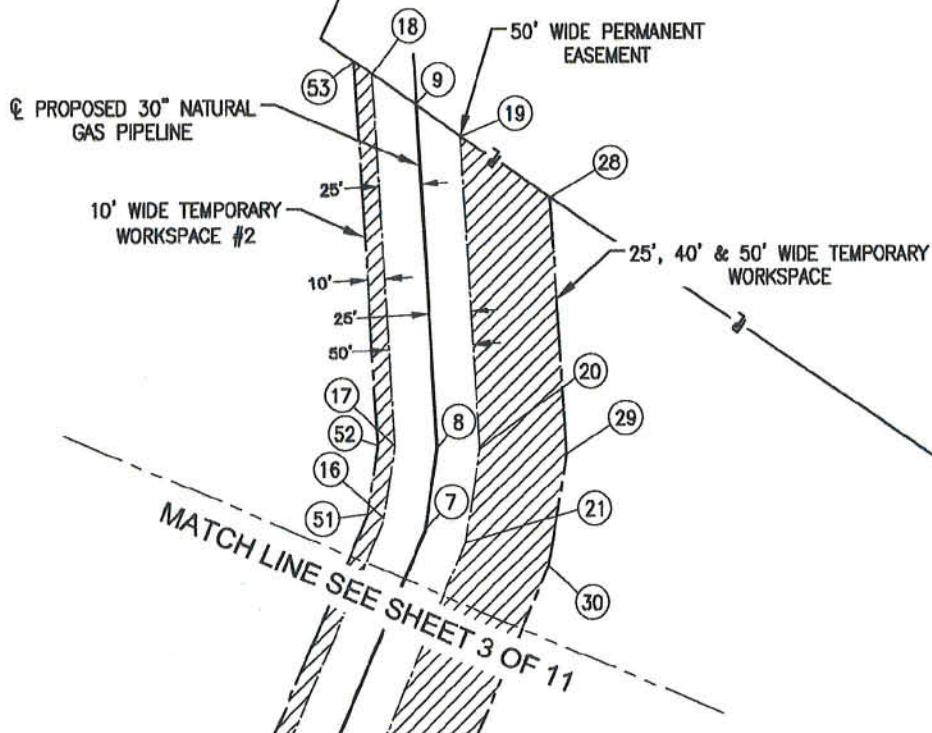 18
50' WIDE PERMANENT
EASEMENT
53
9
℄ PROPOSED 30" NATURAL
GAS PIPELINE
19
28
25'
10' WIDE TEMPORARY
WORKSPACE #2
25', 40' & 50' WIDE TEMPORARY
WORKSPACE
10'
25'
50'
17
20
52
8
29
16
7
51
21
30
MATCH LINE SEE SHEET 3 OF 11